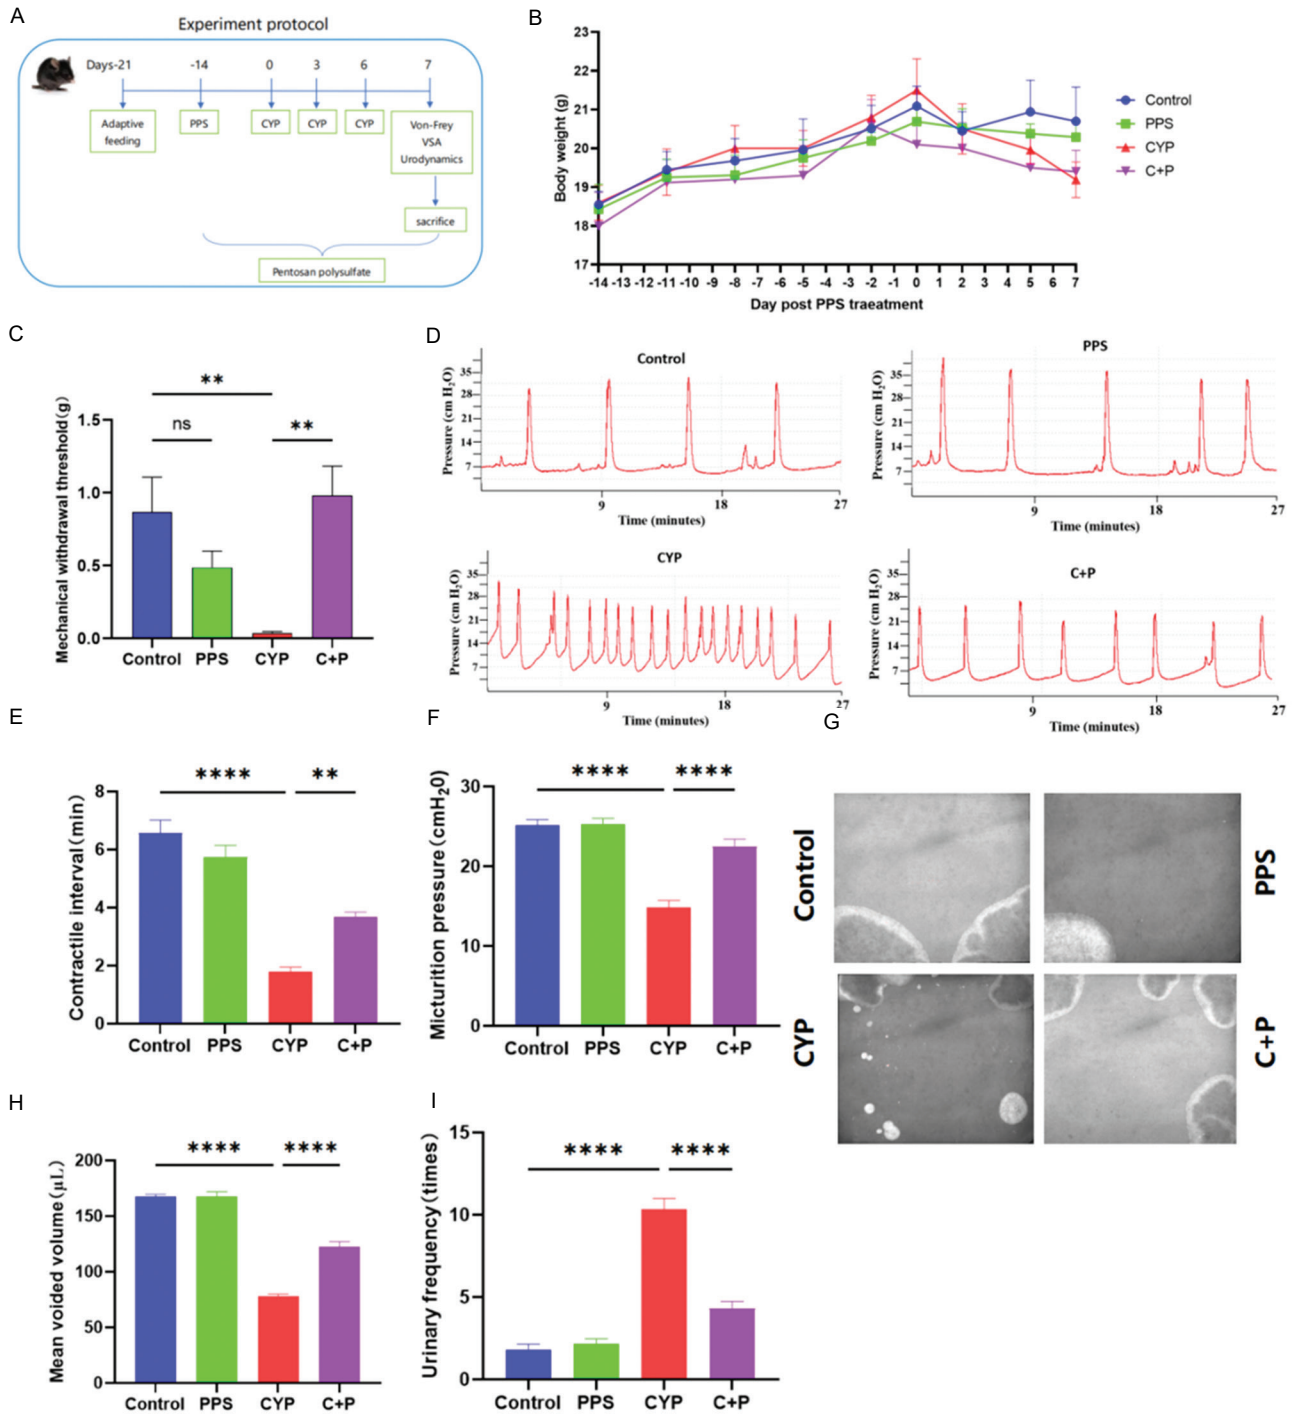 A
Experiment protocol
Days-21 -14 0 3 6 7
Adaptive feeding
PPS
CYP
CYP
CYP
Von-Frey
VSA
Urodynamics
sacrifice
Pentosan polysulfate
B
Body weight (g)
23
22
21
20
19
18
17
-14 -13 -12 -11 -10 -9 -8 -7 -6 -5 -4 -3 -2 -1 0 1 2 3 4 5 6 7
Day post PPS traeatment
Control
PPS
CYP
C+P
C
Mechanical withdrawal threshold(g)
** 
ns
**
1.5
1.0
0.5
0.0
Control PPS CYP C+P
D
Control
Pressure (cm H2O)
35
28
21
14
7
9 18 27
Time (minutes)
PPS
Pressure (cm H2O)
35
28
21
14
7
9 18 27
Time (minutes)
CYP
Pressure (cm H2O)
35
28
21
14
7
9 18 27
Time (minutes)
C+P
Pressure (cm H2O)
35
28
21
14
7
9 18 27
Time (minutes)
E
Contractile interval(min)
**** **
8
6
4
2
0
Control PPS CYP C+P
F
Micturition pressure(cmH20)
**** ****
30
20
10
0
Control PPS CYP C+P
G
Control
PPS
CYP
C+P
H
Mean voided volume(μL)
**** ****
200
150
100
50
0
Control PPS CYP C+P
I
Urinary frequency(times)
**** ****
15
10
5
0
Control PPS CYP C+P